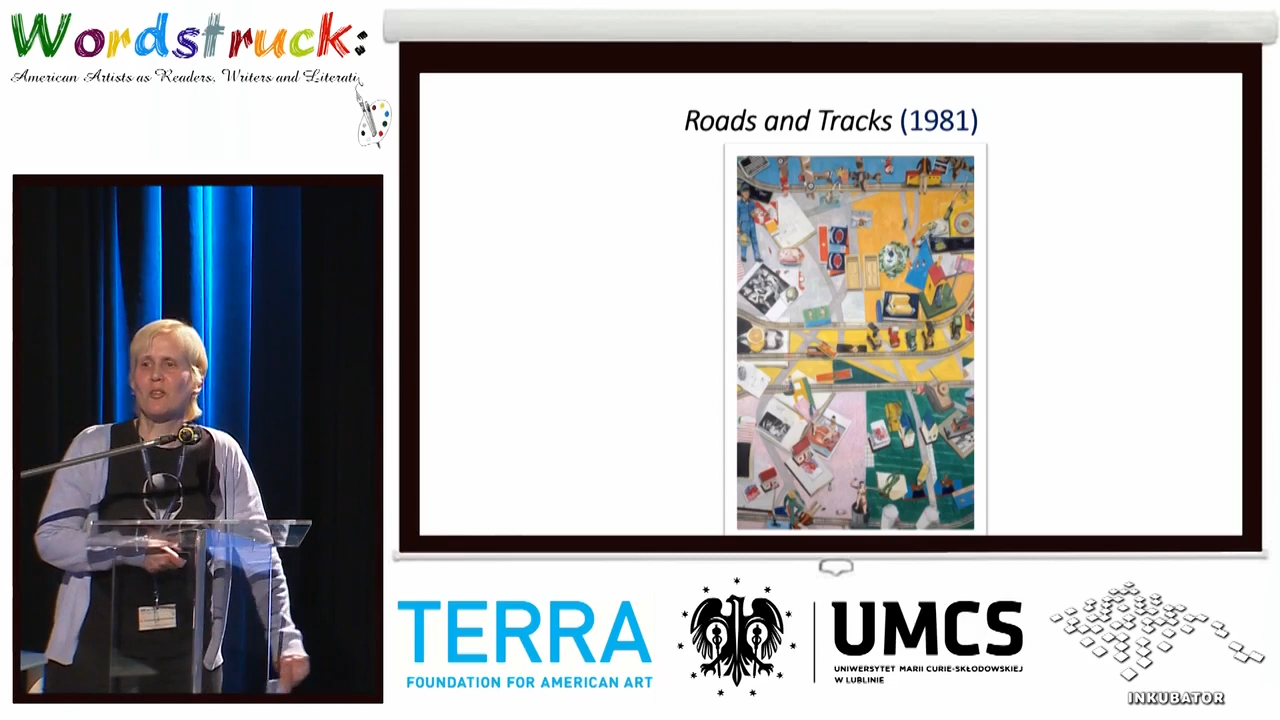 Wordstruck:
American Artists as Readers, Writers and Literati
Roads and Tracks (1981)
TERRA
FOUNDATION FOR AMERICAN ART
UMCS
UNIWERSYTET MARII CURIE-SKŁODOWSKIEJ
W LUBLINIE
INKUBATOR